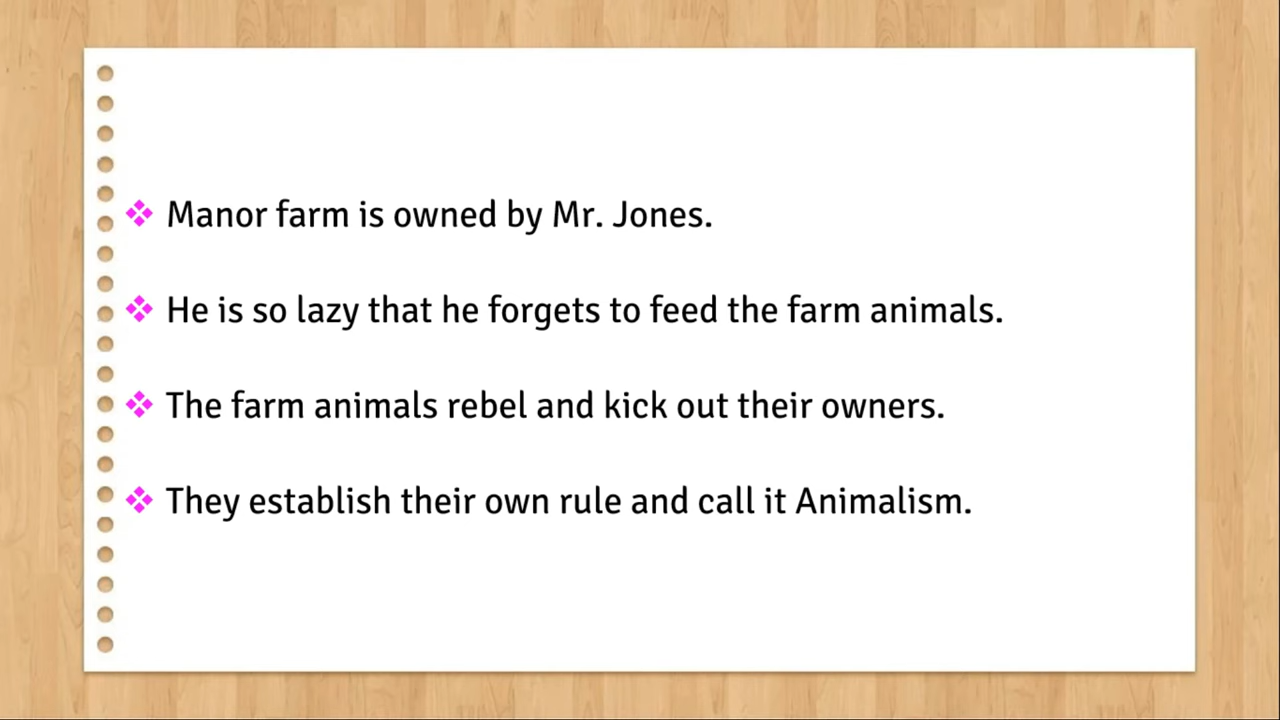 Manor farm is owned by Mr. Jones.
He is so lazy that he forgets to feed the farm animals.
The farm animals rebel and kick out their owners.
They establish their own rule and call it Animalism.